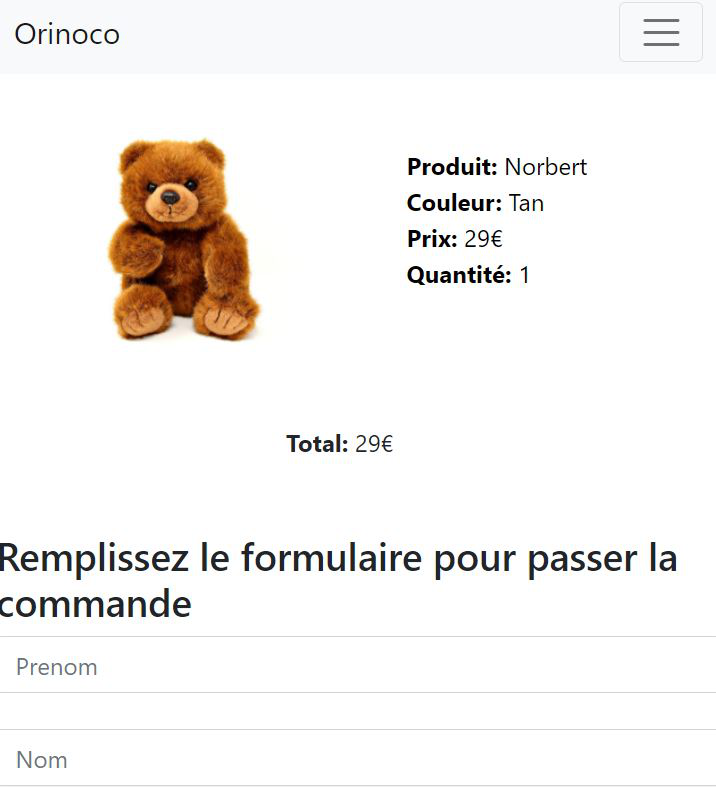 Orinoco
Produit: Norbert
Couleur: Tan
Prix: 29€
Quantité: 1
Total: 29€
Remplissez le formulaire pour passer la
commande
Prenom
Nom